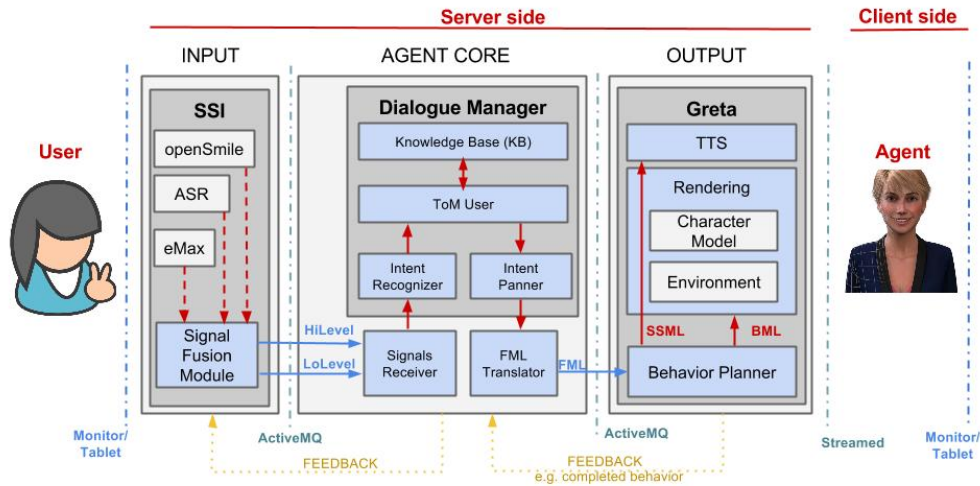 Server side
Client side
INPUT
AGENT CORE
OUTPUT
User
SSI
openSmile
ASR
eMax
Signal
Fusion
Module
HiLevel
LoLevel
Dialogue Manager
Knowledge Base (KB)
ToM User
Intent
Recognizer
Intent
Panner
Signals
Receiver
FML
Translator
FML
Greta
TTS
Rendering
Character
Model
Environment
SSML
BML
Behavior Planner
Agent
Monitor/
Tablet
ActiveMQ
FEEDBACK
ActiveMQ
FEEDBACK
e.g. completed behavior
Streamed
Monitor/
Tablet